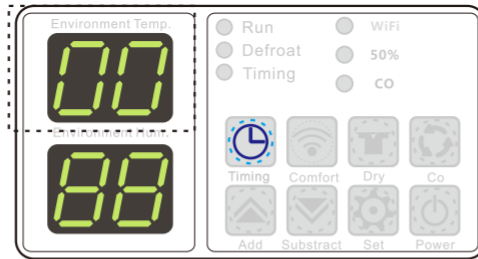 Environment Temp.
00
Environment Hum.
88
Run
Defroat
Timing
WiFi
50%
CO
Timing
Comfort
Dry
Co
Add
Substract
Set
Power